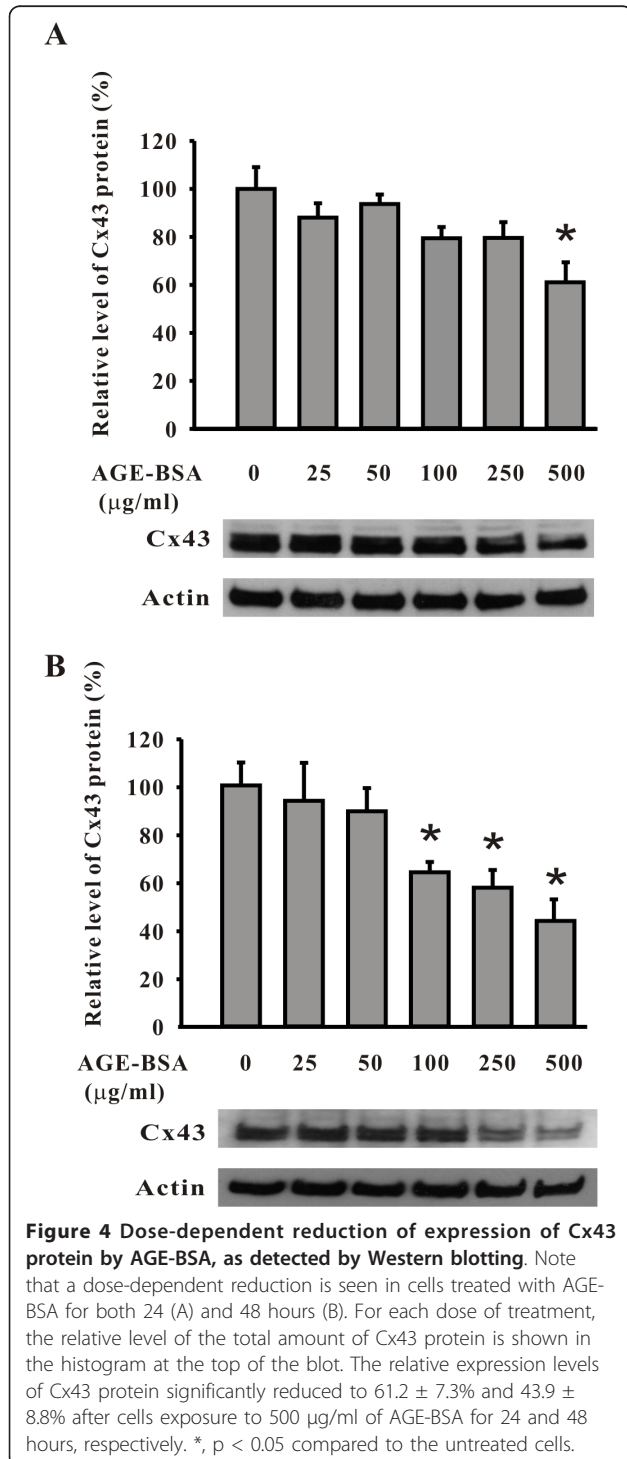 A
Relative level of Cx43 protein (%)
120
100
80
60
40
20
0
*
AGE-BSA 0 25 50 100 250 500
(µg/ml)
Cx43
Actin
B
Relative level of Cx43 protein (%)
120
100
80
60
40
20
0
* * *
AGE-BSA 0 25 50 100 250 500
(µg/ml)
Cx43
Actin
Figure 4 Dose-dependent reduction of expression of Cx43
protein by AGE-BSA, as detected by Western blotting. Note
that a dose-dependent reduction is seen in cells treated with AGE-
BSA for both 24 (A) and 48 hours (B). For each dose of treatment,
the relative level of the total amount of Cx43 protein is shown in
the histogram at the top of the blot. The relative expression levels
of Cx43 protein significantly reduced to 61.2 ± 7.3% and 43.9 ±
8.8% after cells exposure to 500 µg/ml of AGE-BSA for 24 and 48
hours, respectively. *, p < 0.05 compared to the untreated cells.